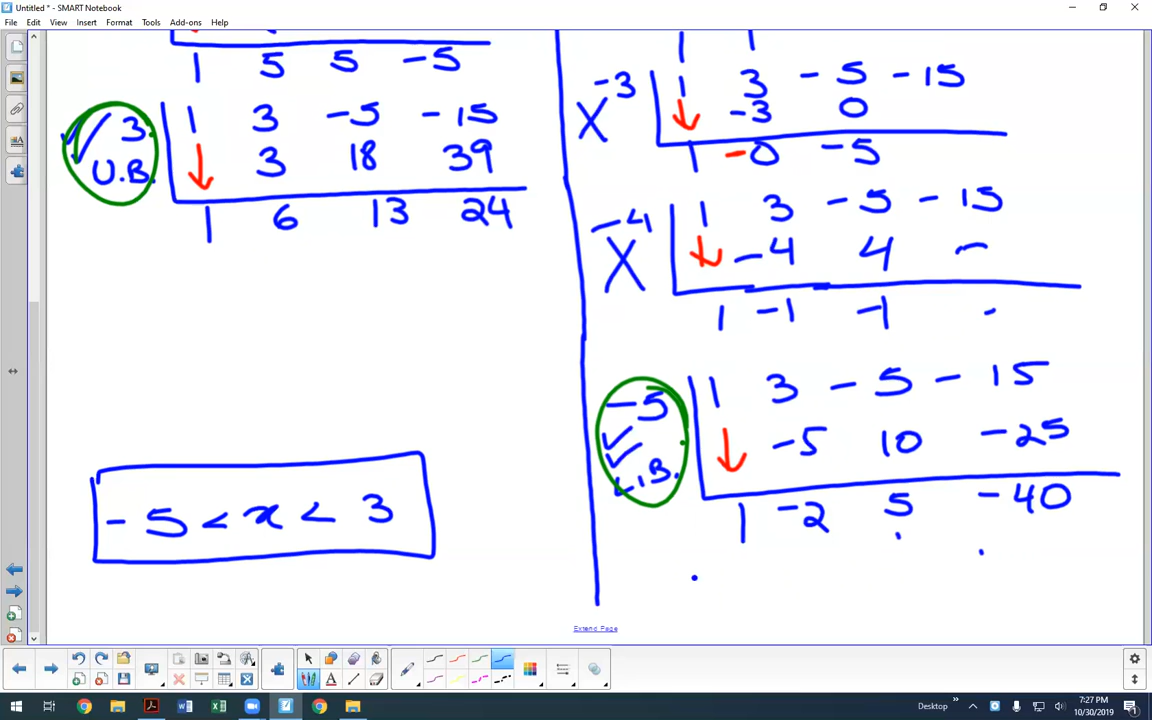 Untitled * - SMART Notebook
File Edit View Insert Format Tools Add-ons Help
1 5 5 -5
3 1 3 -5 -15
U.B. 3 18 39
1 6 13 24
-5 < x < 3
1 1
-3 1 3 -5 -15
X -3 0
1 -0 -5
-4 1 3 -5 -15
X -4 4 -
1 -1 -1
-5 1 3 -5 -15
-5 10 -25
L.B.
1 -2 5 -40
Extend Page
Desktop
7:27 PM
10/30/2019